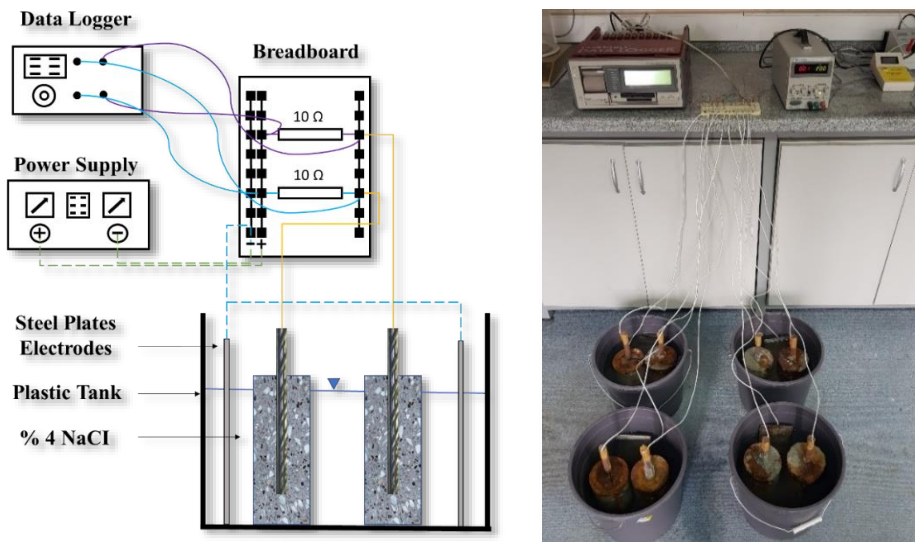 Data Logger
Breadboard
10 Ω
Power Supply
10 Ω
- +
+ -
Steel Plates
Electrodes
Plastic Tank
% 4 NaCI